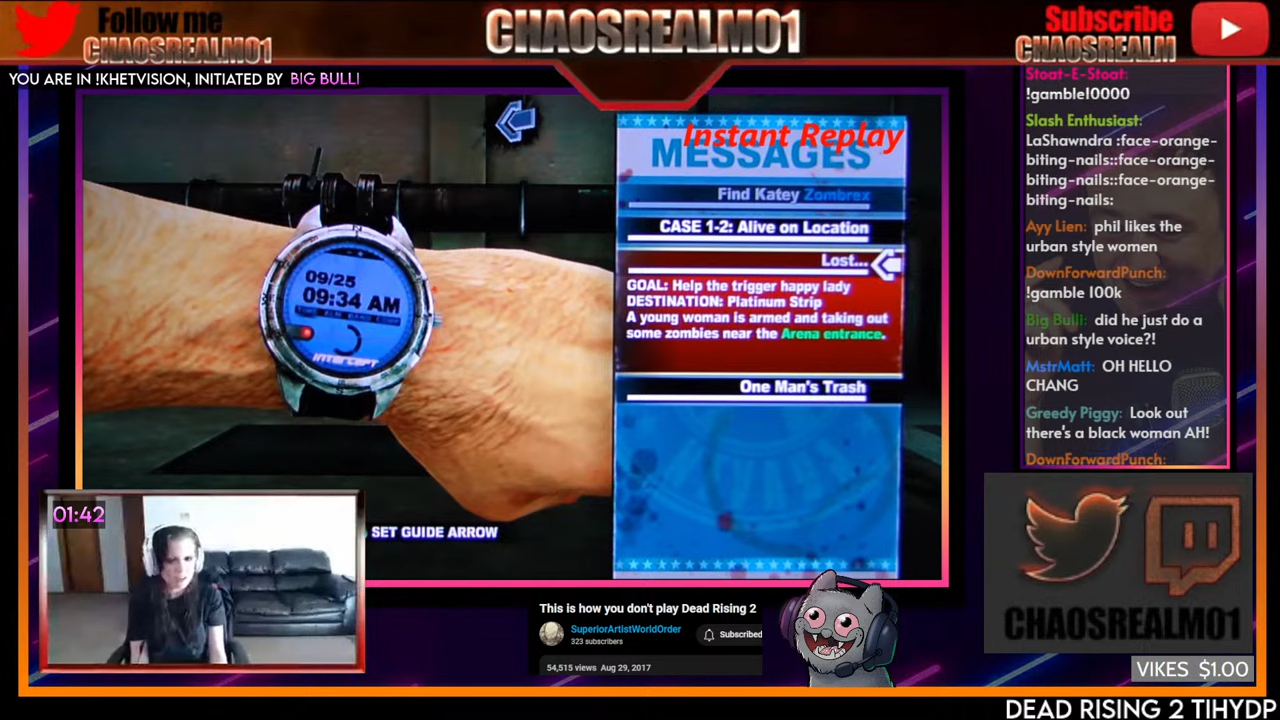 Follow me
CHAOSREALM01
CHAOSREALM01
Subscribe
CHAOSREALM
YOU ARE IN !KHETVISION, INITIATED BY BIG BULL!
Instant Replay
MESSAGES
Find Katey Zombrex
CASE 1-2: Alive on Location
Lost...
GOAL: Help the trigger happy lady
DESTINATION: Platinum Strip
A young woman is armed and taking out
some zombies near the Arena entrance.
One Man's Trash
09/25
09:34 AM
INTERCEPT
SET GUIDE ARROW
Stoat-E-Stoat:
!gamble10000
Slash Enthusiast:
LaShawndra :face-orange-
biting-nails::face-orange-
biting-nails::face-orange-
biting-nails:
Ayy Lien: phil likes the
urban style women
DownForwardPunch:
!gamble 100k
Big Bull!: did he just do a
urban style voice?!
MstrMatt: OH HELLO
CHANG
Greedy Piggy: Look out
there's a black woman AH!
DownForwardPunch:
01:42
This is how you don't play Dead Rising 2
SuperiorArtistWorldOrder
323 subscribers
Subscribed
54,515 views Aug 29, 2017
CHAOSREALM01
VIKES $1.00
DEAD RISING 2 TIHYDP